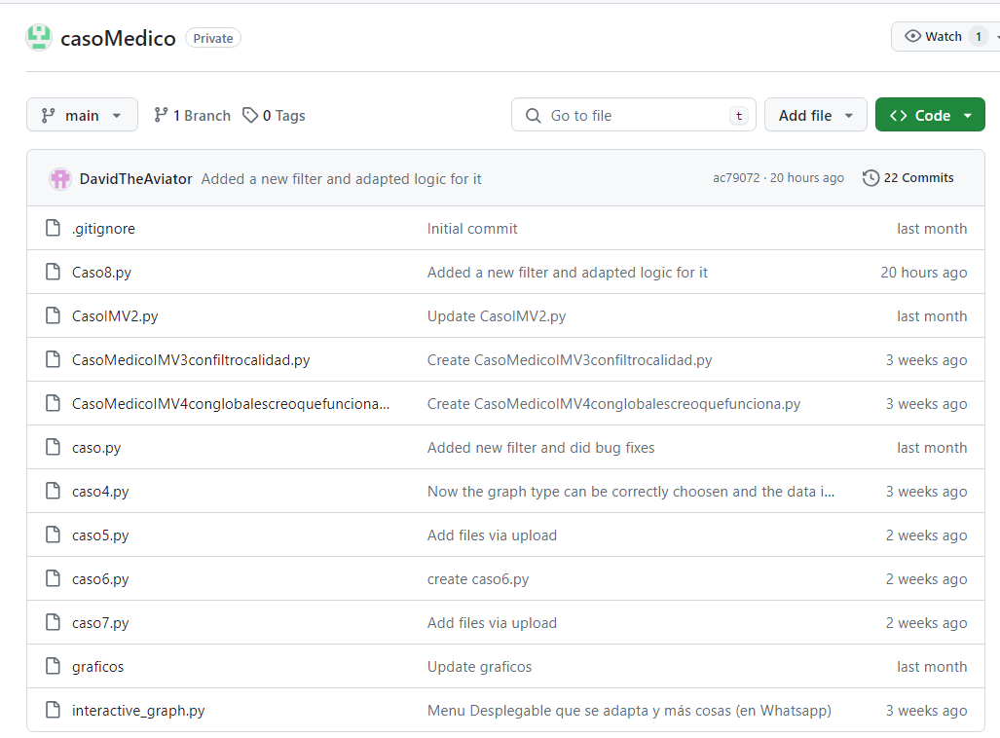 casoMedico Private Watch 1
main 1 Branch 0 Tags Go to file t Add file Code
DavidTheAviator Added a new filter and adapted logic for it ac79072 · 20 hours ago 22 Commits
.gitignore Initial commit last month
Caso8.py Added a new filter and adapted logic for it 20 hours ago
CasoIMV2.py Update CasoIMV2.py last month
CasoMedicoIMV3confiltrocalidad.py Create CasoMedicoIMV3confiltrocalidad.py 3 weeks ago
CasoMedicoIMV4conglobalescreoquefunciona... Create CasoMedicoIMV4conglobalescreoquefunciona.py 3 weeks ago
caso.py Added new filter and did bug fixes last month
caso4.py Now the graph type can be correctly choosen and the data i... 3 weeks ago
caso5.py Add files via upload 2 weeks ago
caso6.py create caso6.py 2 weeks ago
caso7.py Add files via upload 2 weeks ago
graficos Update graficos last month
interactive_graph.py Menu Desplegable que se adapta y más cosas (en Whatsapp) 3 weeks ago